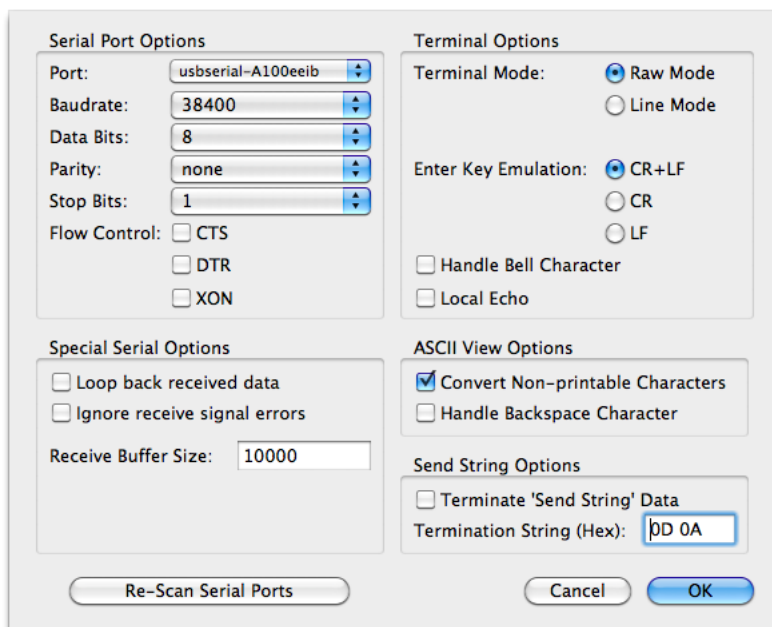 Serial Port Options
Port: usbserial-A100eeib
Baudrate: 38400
Data Bits: 8
Parity: none
Stop Bits: 1
Flow Control: CTS
DTR
XON
Terminal Options
Terminal Mode: Raw Mode
Line Mode
Enter Key Emulation: CR+LF
CR
LF
Handle Bell Character
Local Echo
Special Serial Options
Loop back received data
Ignore receive signal errors
Receive Buffer Size: 10000
ASCII View Options
Convert Non-printable Characters
Handle Backspace Character
Send String Options
Terminate 'Send String' Data
Termination String (Hex): 0D 0A
Re-Scan Serial Ports
Cancel
OK